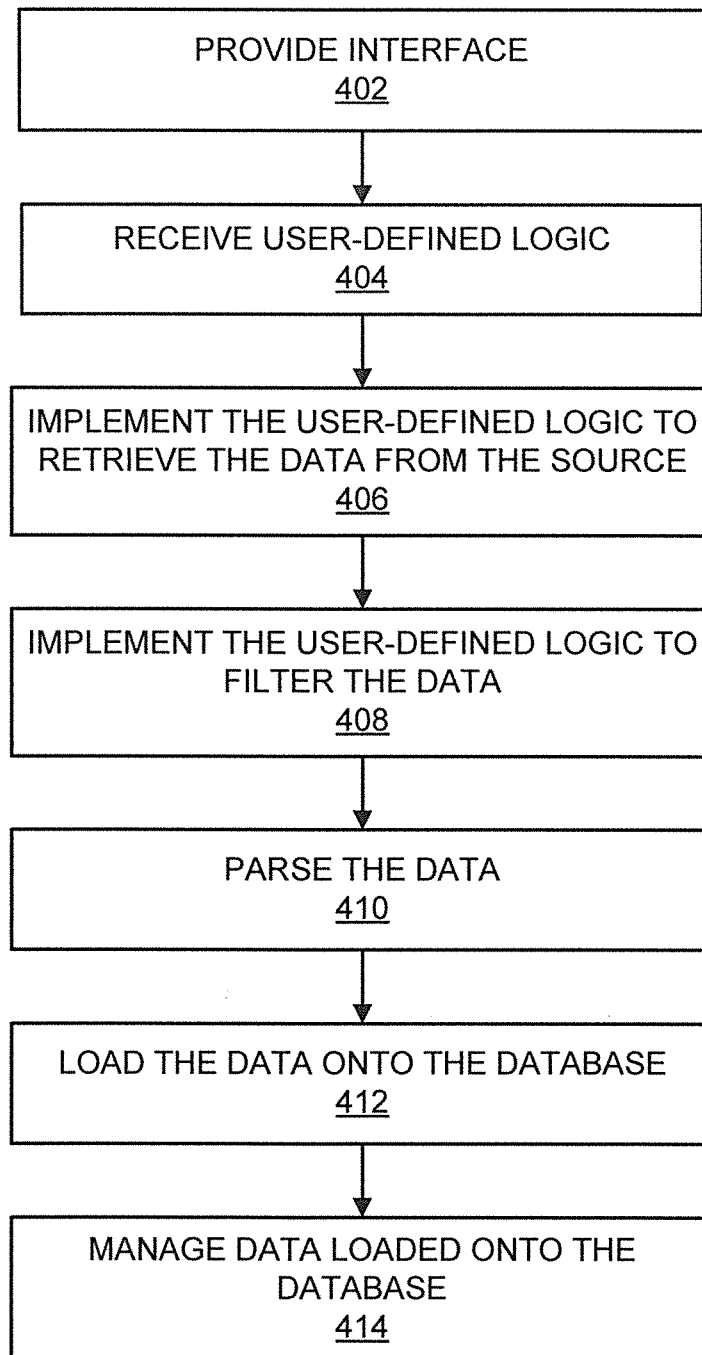 PROVIDE INTERFACE
402
RECEIVE USER-DEFINED LOGIC
404
IMPLEMENT THE USER-DEFINED LOGIC TO
RETRIEVE THE DATA FROM THE SOURCE
406
IMPLEMENT THE USER-DEFINED LOGIC TO
FILTER THE DATA
408
PARSE THE DATA
410
LOAD THE DATA ONTO THE DATABASE
412
MANAGE DATA LOADED ONTO THE
DATABASE
414